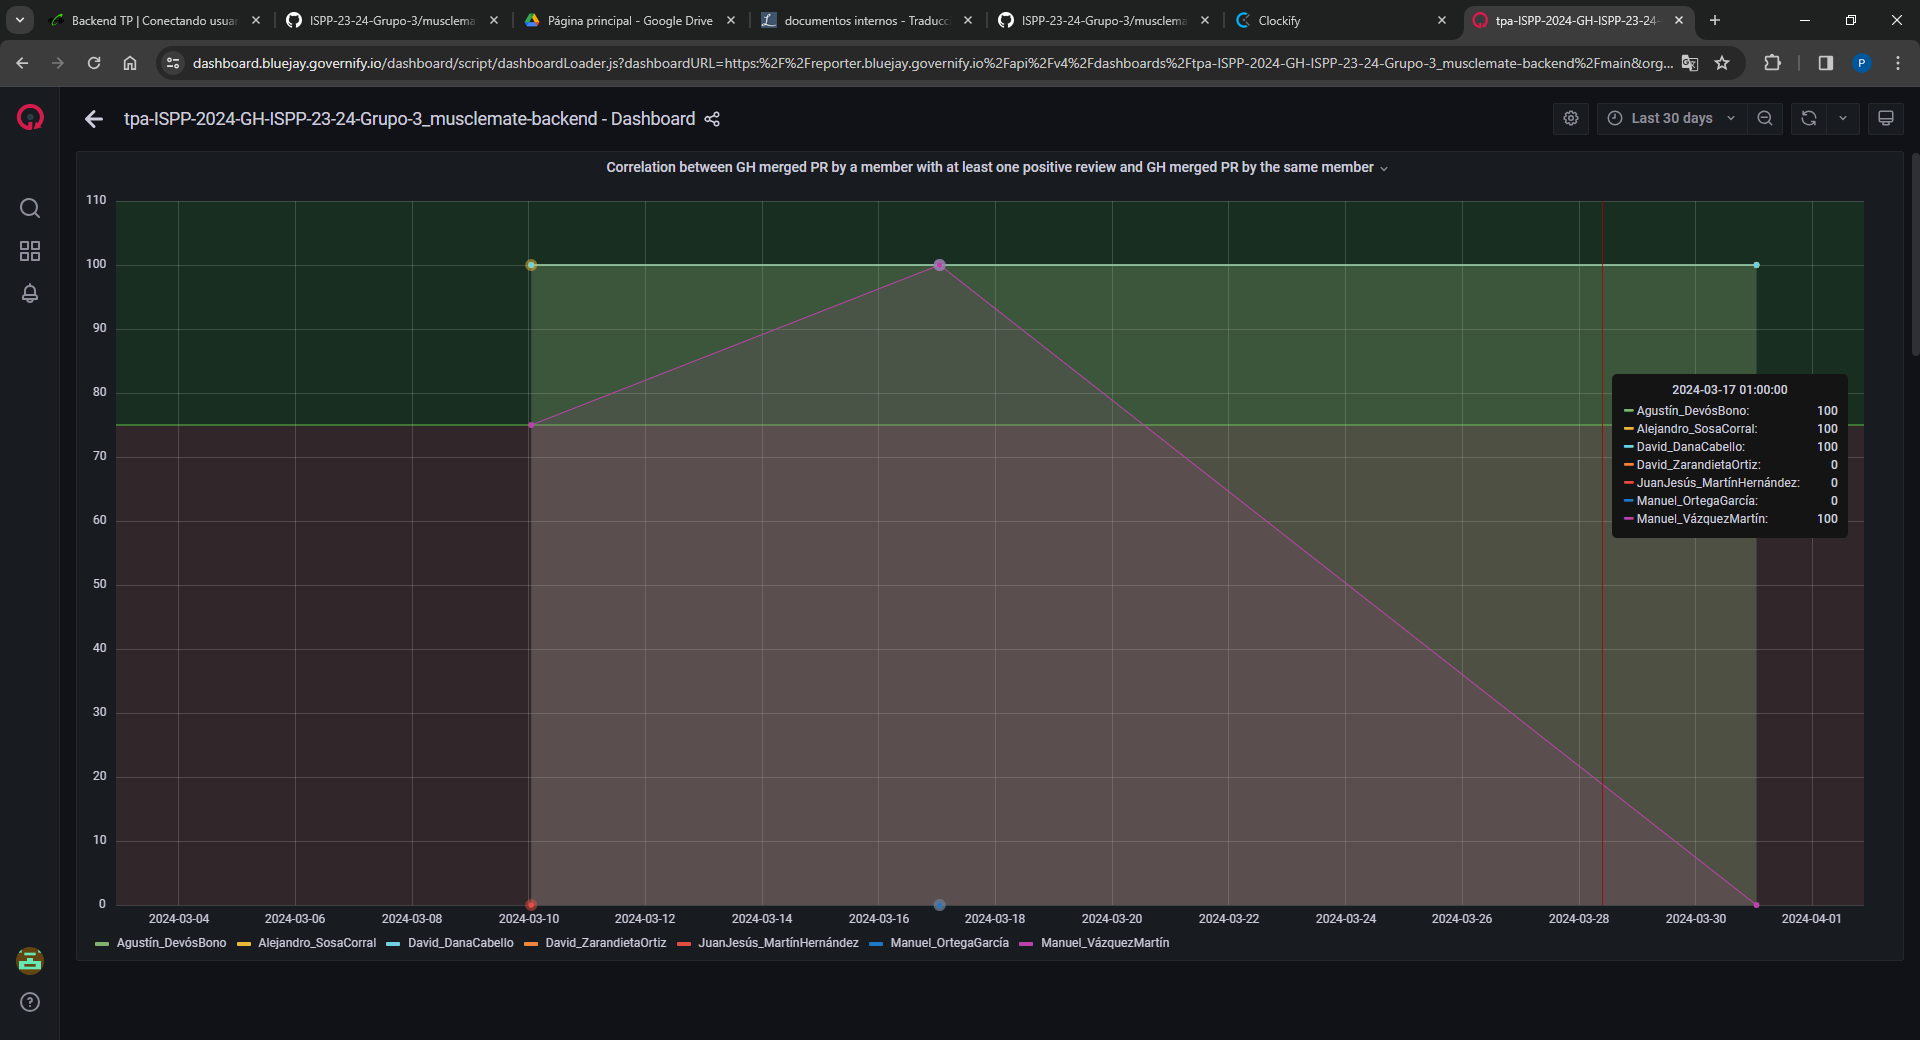 Backend TP | Conectando usuar
ISPP-23-24-Grupo-3/musclema
Página principal - Google Drive
documentos internos - Traducc
ISPP-23-24-Grupo-3/musclema
Clockify
tpa-ISPP-2024-GH-ISPP-23-24-
dashboard.bluejay.governify.io/dashboard/script/dashboardLoader.js?dashboardURL=https:%2F%2Freporter.bluejay.governify.io%2Fapi%2Fv4%2Fdashboards%2Ftpa-ISPP-2024-GH-ISPP-23-24-Grupo-3_musclemate-backend%2Fmain&org...
P
tpa-ISPP-2024-GH-ISPP-23-24-Grupo-3_musclemate-backend - Dashboard
Last 30 days
Correlation between GH merged PR by a member with at least one positive review and GH merged PR by the same member
110
100
90
80
70
60
50
40
30
20
10
0
2024-03-17 01:00:00
Agustín_DevósBono: 100
Alejandro_SosaCorral: 100
David_DanaCabello: 100
David_ZarandietaOrtiz: 0
JuanJesús_MartínHernández: 0
Manuel_OrtegaGarcía: 0
Manuel_VázquezMartín: 100
2024-03-04 2024-03-06 2024-03-08 2024-03-10 2024-03-12 2024-03-14 2024-03-16 2024-03-18 2024-03-20 2024-03-22 2024-03-24 2024-03-26 2024-03-28 2024-03-30 2024-04-01
Agustín_DevósBono Alejandro_SosaCorral David_DanaCabello David_ZarandietaOrtiz JuanJesús_MartínHernández Manuel_OrtegaGarcía Manuel_VázquezMartín